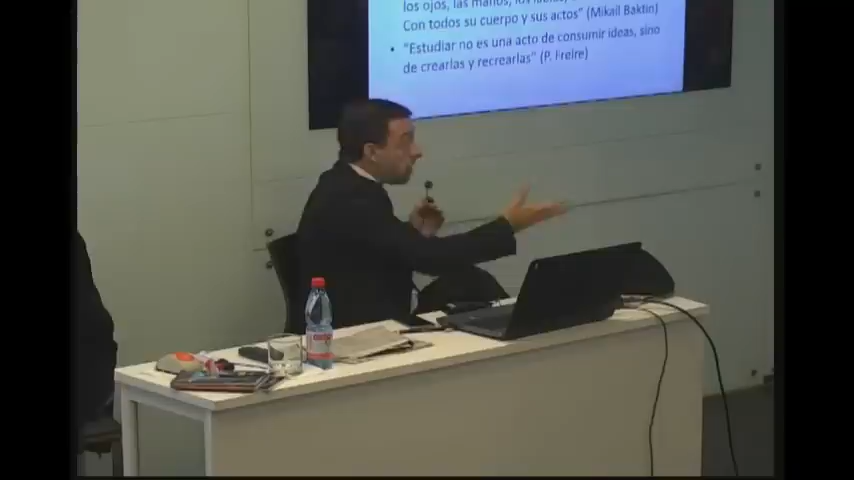 los ojos, las manos,
Con todos su cuerpo y sus actos" (Mikail Baktin)
• "Estudiar no es una acto de consumir ideas, sino
de crearlas y recrearlas" (P. Freire)